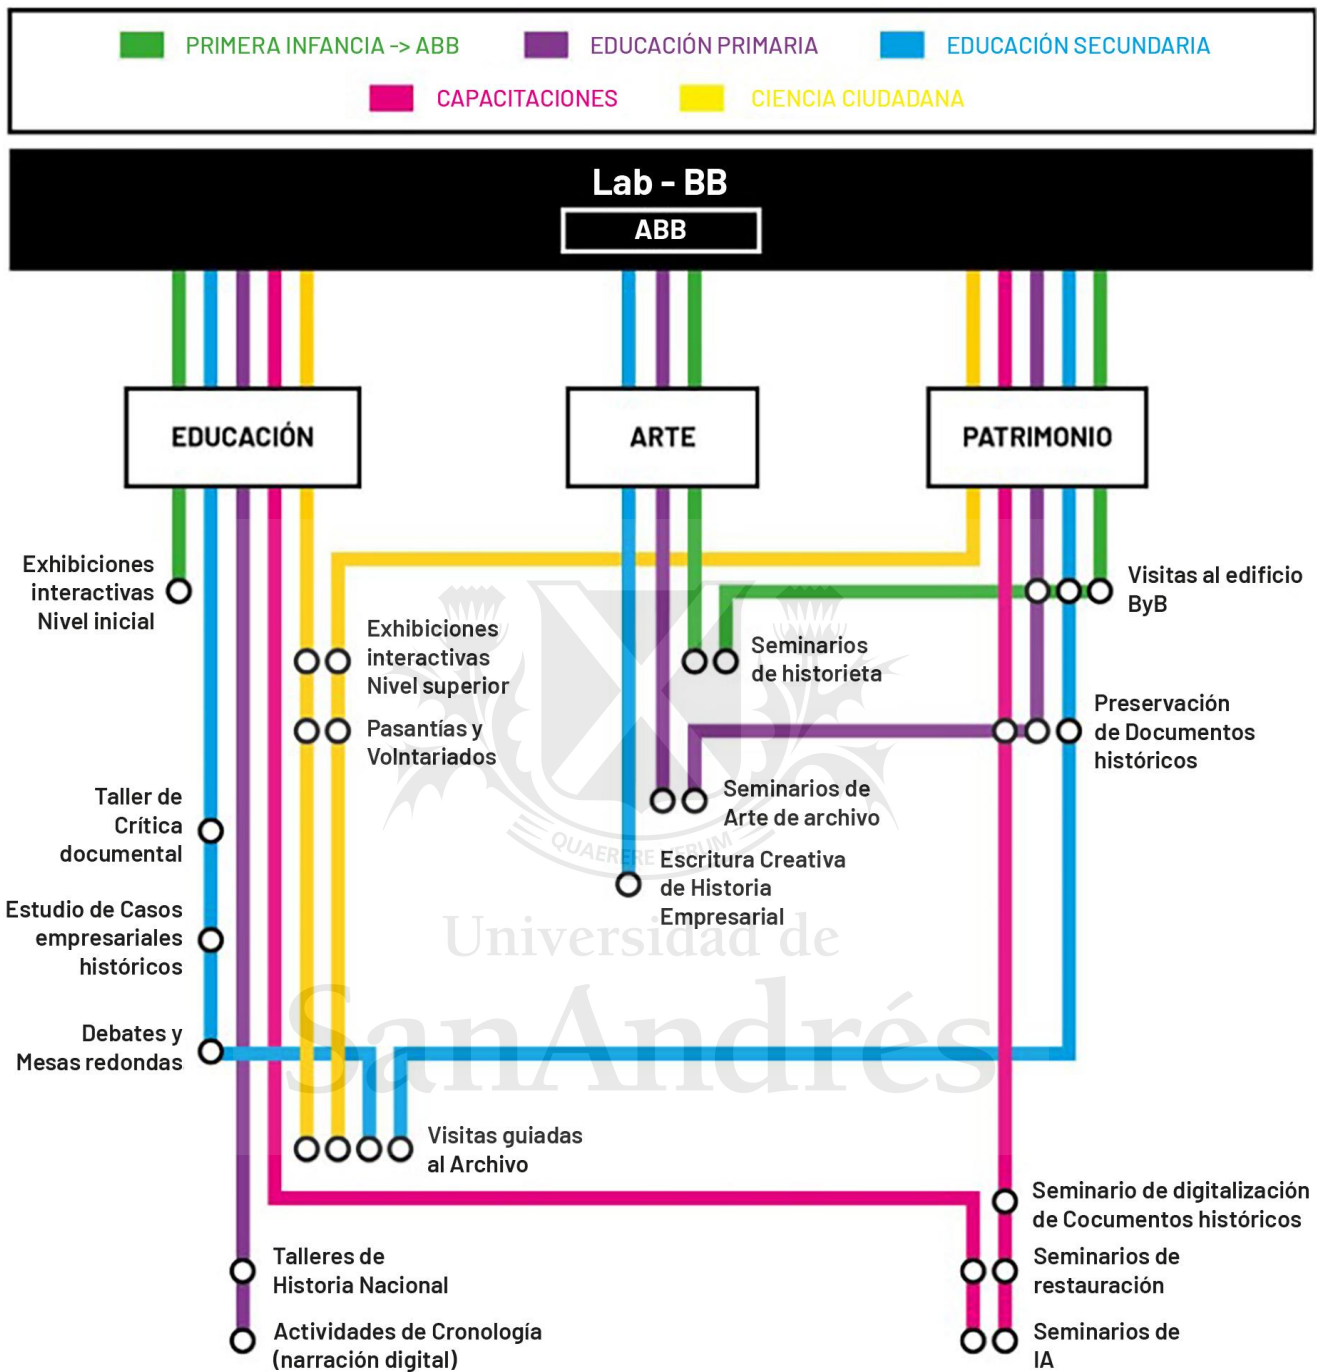 PRIMERA INFANCIA -> ABB
EDUCACIÓN PRIMARIA
EDUCACIÓN SECUNDARIA
CAPACITACIONES
CIENCIA CIUDADANA
Lab - BB
ABB
EDUCACIÓN
ARTE
PATRIMONIO
Exhibiciones
interactivas
Nivel inicial
Visitas al edificio
ByB
Exhibiciones
interactivas
Nivel superior
Seminarios
de historieta
Pasantías y
Volntariados
Preservación
de Documentos
históricos
Taller de
Crítica
documental
Seminarios de
Arte de archivo
QUAERERE VERUM
Escritura Creativa
de Historia
Empresarial
Estudio de Casos
empresariales
históricos
Universidad de
SanAndrés
Debates y
Mesas redondas
Visitas guiadas
al Archivo
Seminario de digitalización
de Cocumentos históricos
Talleres de
Historia Nacional
Seminarios de
restauración
Actividades de Cronología
(narración digital)
Seminarios de
IA